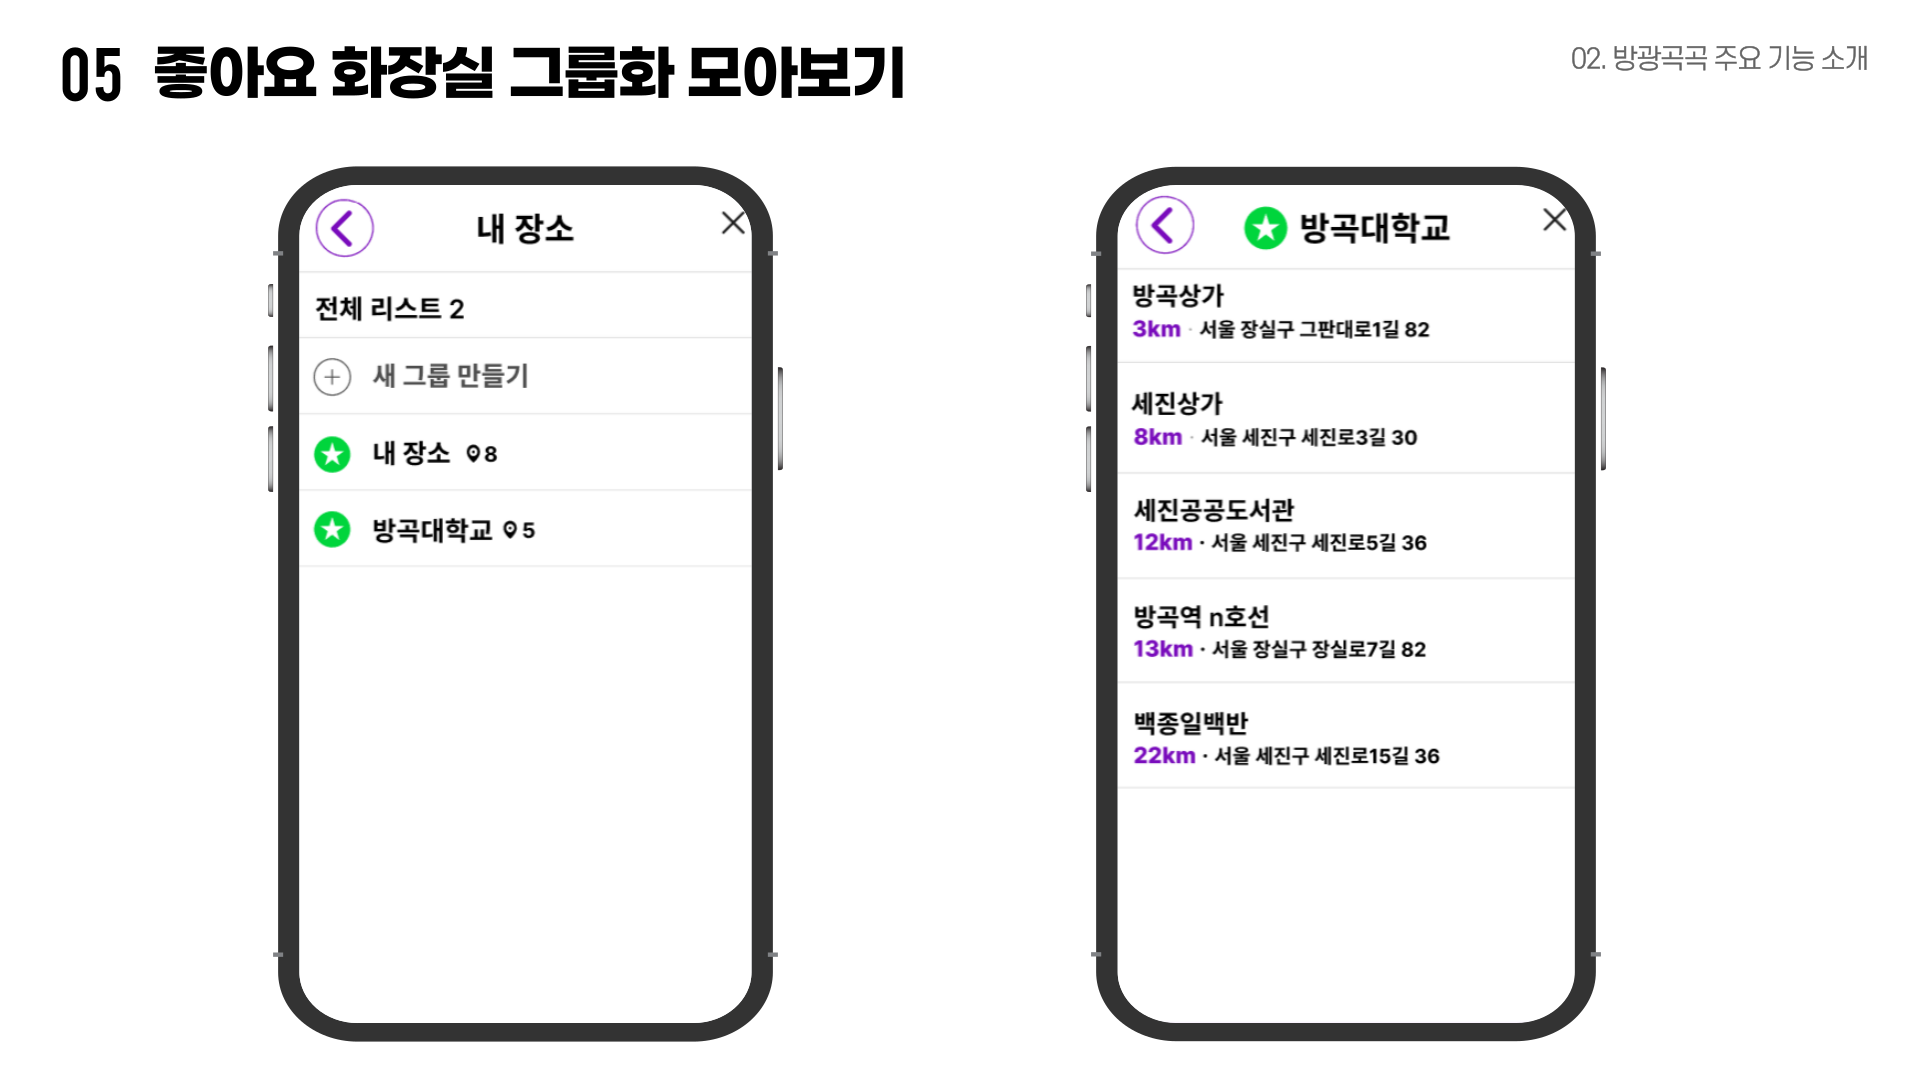 05 좋아요 화장실 그룹화 모아보기
02. 방광곡곡 주요 기능 소개
내 장소
전체 리스트 2
새 그룹 만들기
내 장소 8
방곡대학교 5
방곡대학교
방곡상가
3km · 서울 장실구 그판대로1길 82
세진상가
8km · 서울 세진구 세진로3길 30
세진공공도서관
12km · 서울 세진구 세진로5길 36
방곡역 n호선
13km · 서울 장실구 장실로7길 82
백종일백반
22km · 서울 세진구 세진로15길 36